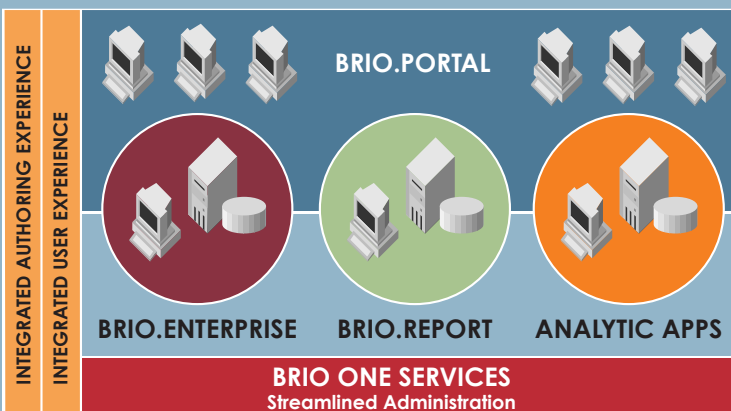 INTEGRATED AUTHORING EXPERIENCE
INTEGRATED USER EXPERIENCE
BRIO.PORTAL
BRIO.ENTERPRISE
BRIO.REPORT
ANALYTIC APPS
BRIO ONE SERVICES
Streamlined Administration